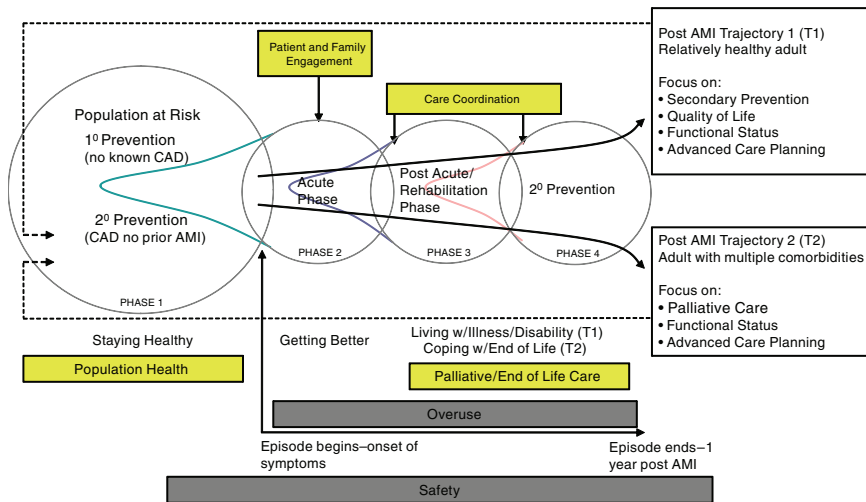 Patient and Family
Engagement
Care Coordination
Post AMI Trajectory 1 (T1)
Relatively healthy adult
Focus on:
• Secondary Prevention
• Quality of Life
• Functional Status
• Advanced Care Planning
Population at Risk
1⁰ Prevention
(no known CAD)
2⁰ Prevention
(CAD no prior AMI)
PHASE 1
Acute
Phase
PHASE 2
Post Acute/
Rehabilitation
Phase
PHASE 3
2⁰ Prevention
PHASE 4
Post AMI Trajectory 2 (T2)
Adult with multiple comorbidities
Focus on:
• Palliative Care
• Functional Status
• Advanced Care Planning
Staying Healthy
Getting Better
Living w/Illness/Disability (T1)
Coping w/End of Life (T2)
Population Health
Palliative/End of Life Care
Overuse
Episode begins–onset of
symptoms
Episode ends–1
year post AMI
Safety